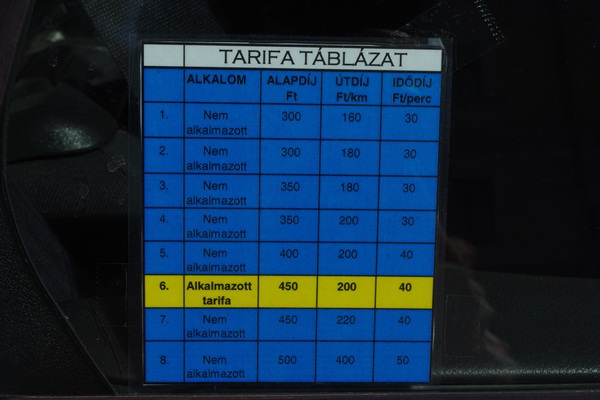 TARIFA TÁBLÁZAT
ALKALOM ALAPDÍJ Ft ÚTDÍJ Ft/km IDŐDÍJ Ft/perc
1. Nem alkalmazott 300 160 30
2. Nem alkalmazott 300 180 30
3. Nem alkalmazott 350 180 30
4. Nem alkalmazott 350 200 30
5. Nem alkalmazott 400 200 40
6. Alkalmazott tarifa 450 200 40
7. Nem alkalmazott 450 220 40
8. Nem alkalmazott 500 400 50